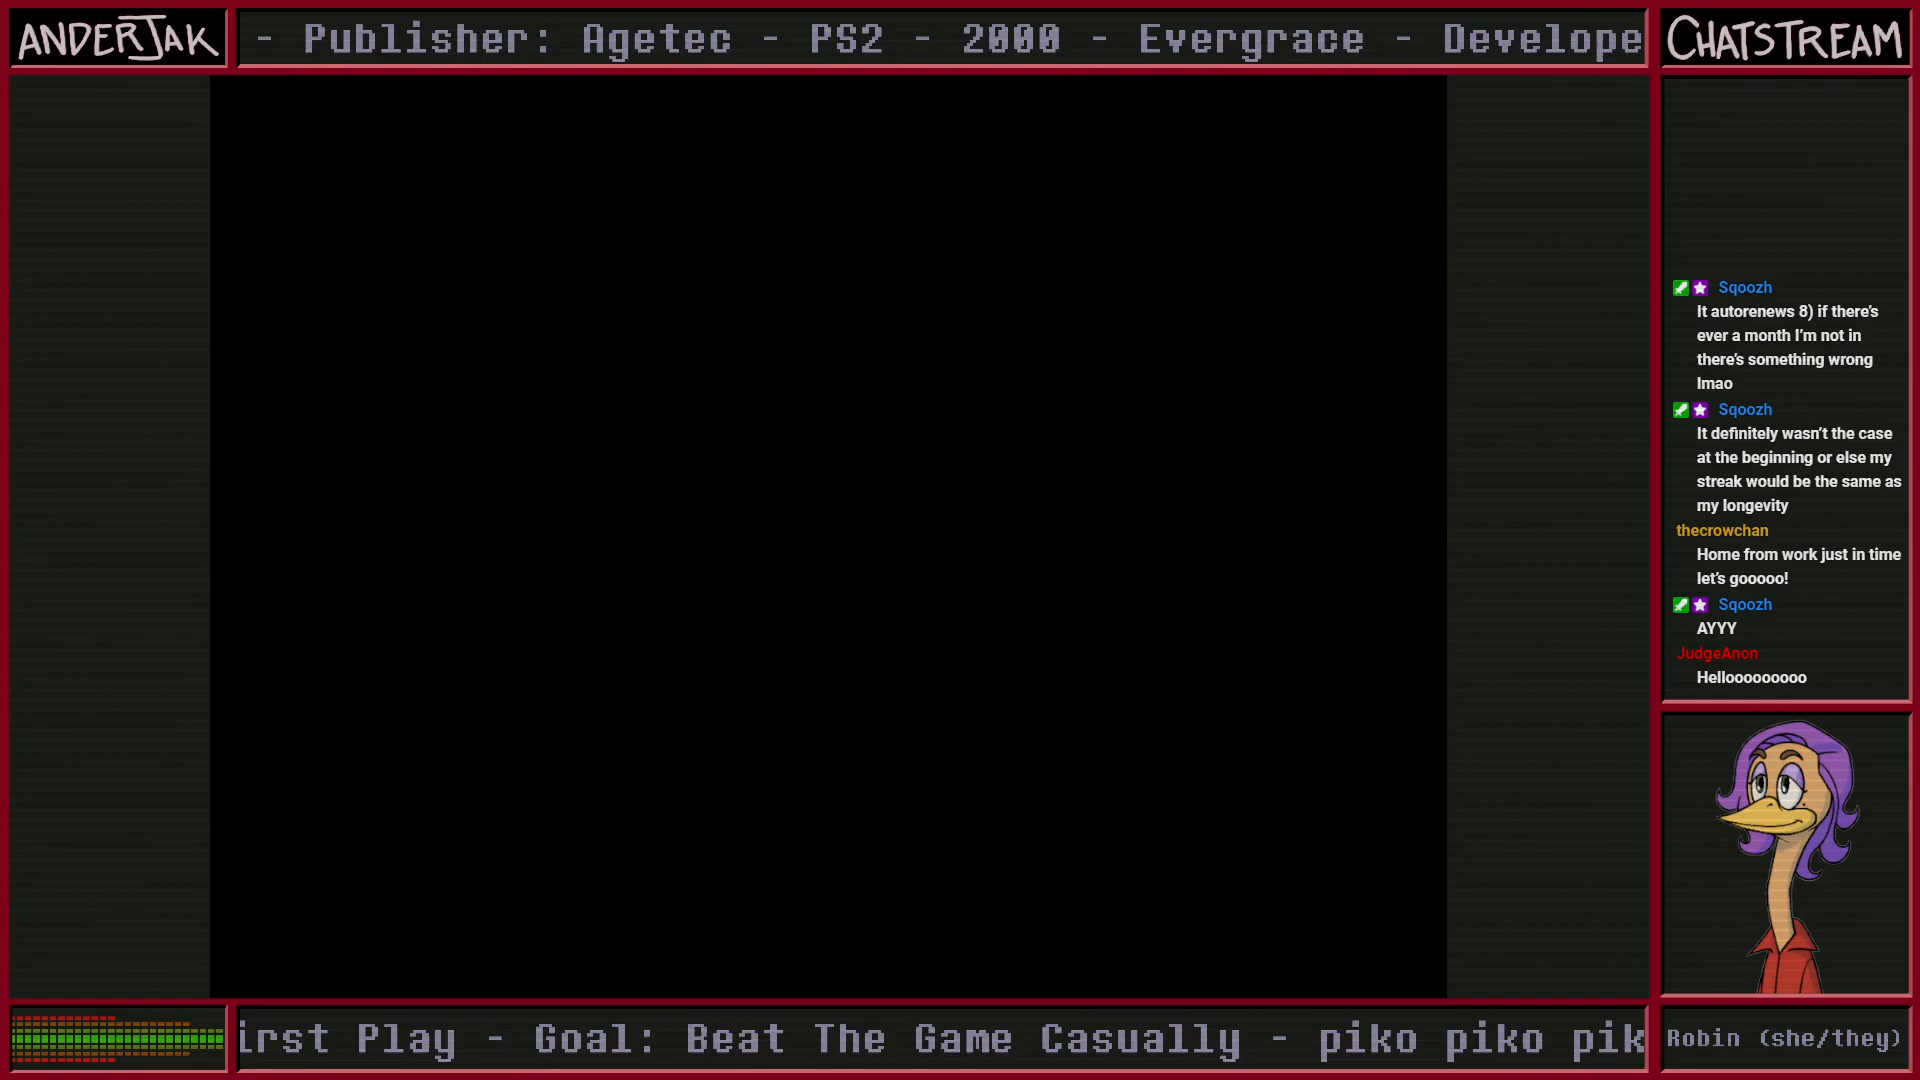 ANDERJAK
- Publisher: Agetec - PS2 - 2000 - Evergrace - Develope
CHATSTREAM
Sqoozh
It autorenews 8) if there's
ever a month I'm not in
there's something wrong
lmao
Sqoozh
It definitely wasn't the case
at the beginning or else my
streak would be the same as
my longevity
thecrowchan
Home from work just in time
let's gooooo!
Sqoozh
AYYY
JudgeAnon
Helloooooooooo
irst Play - Goal: Beat The Game Casually - piko piko pik
Robin (she/they)